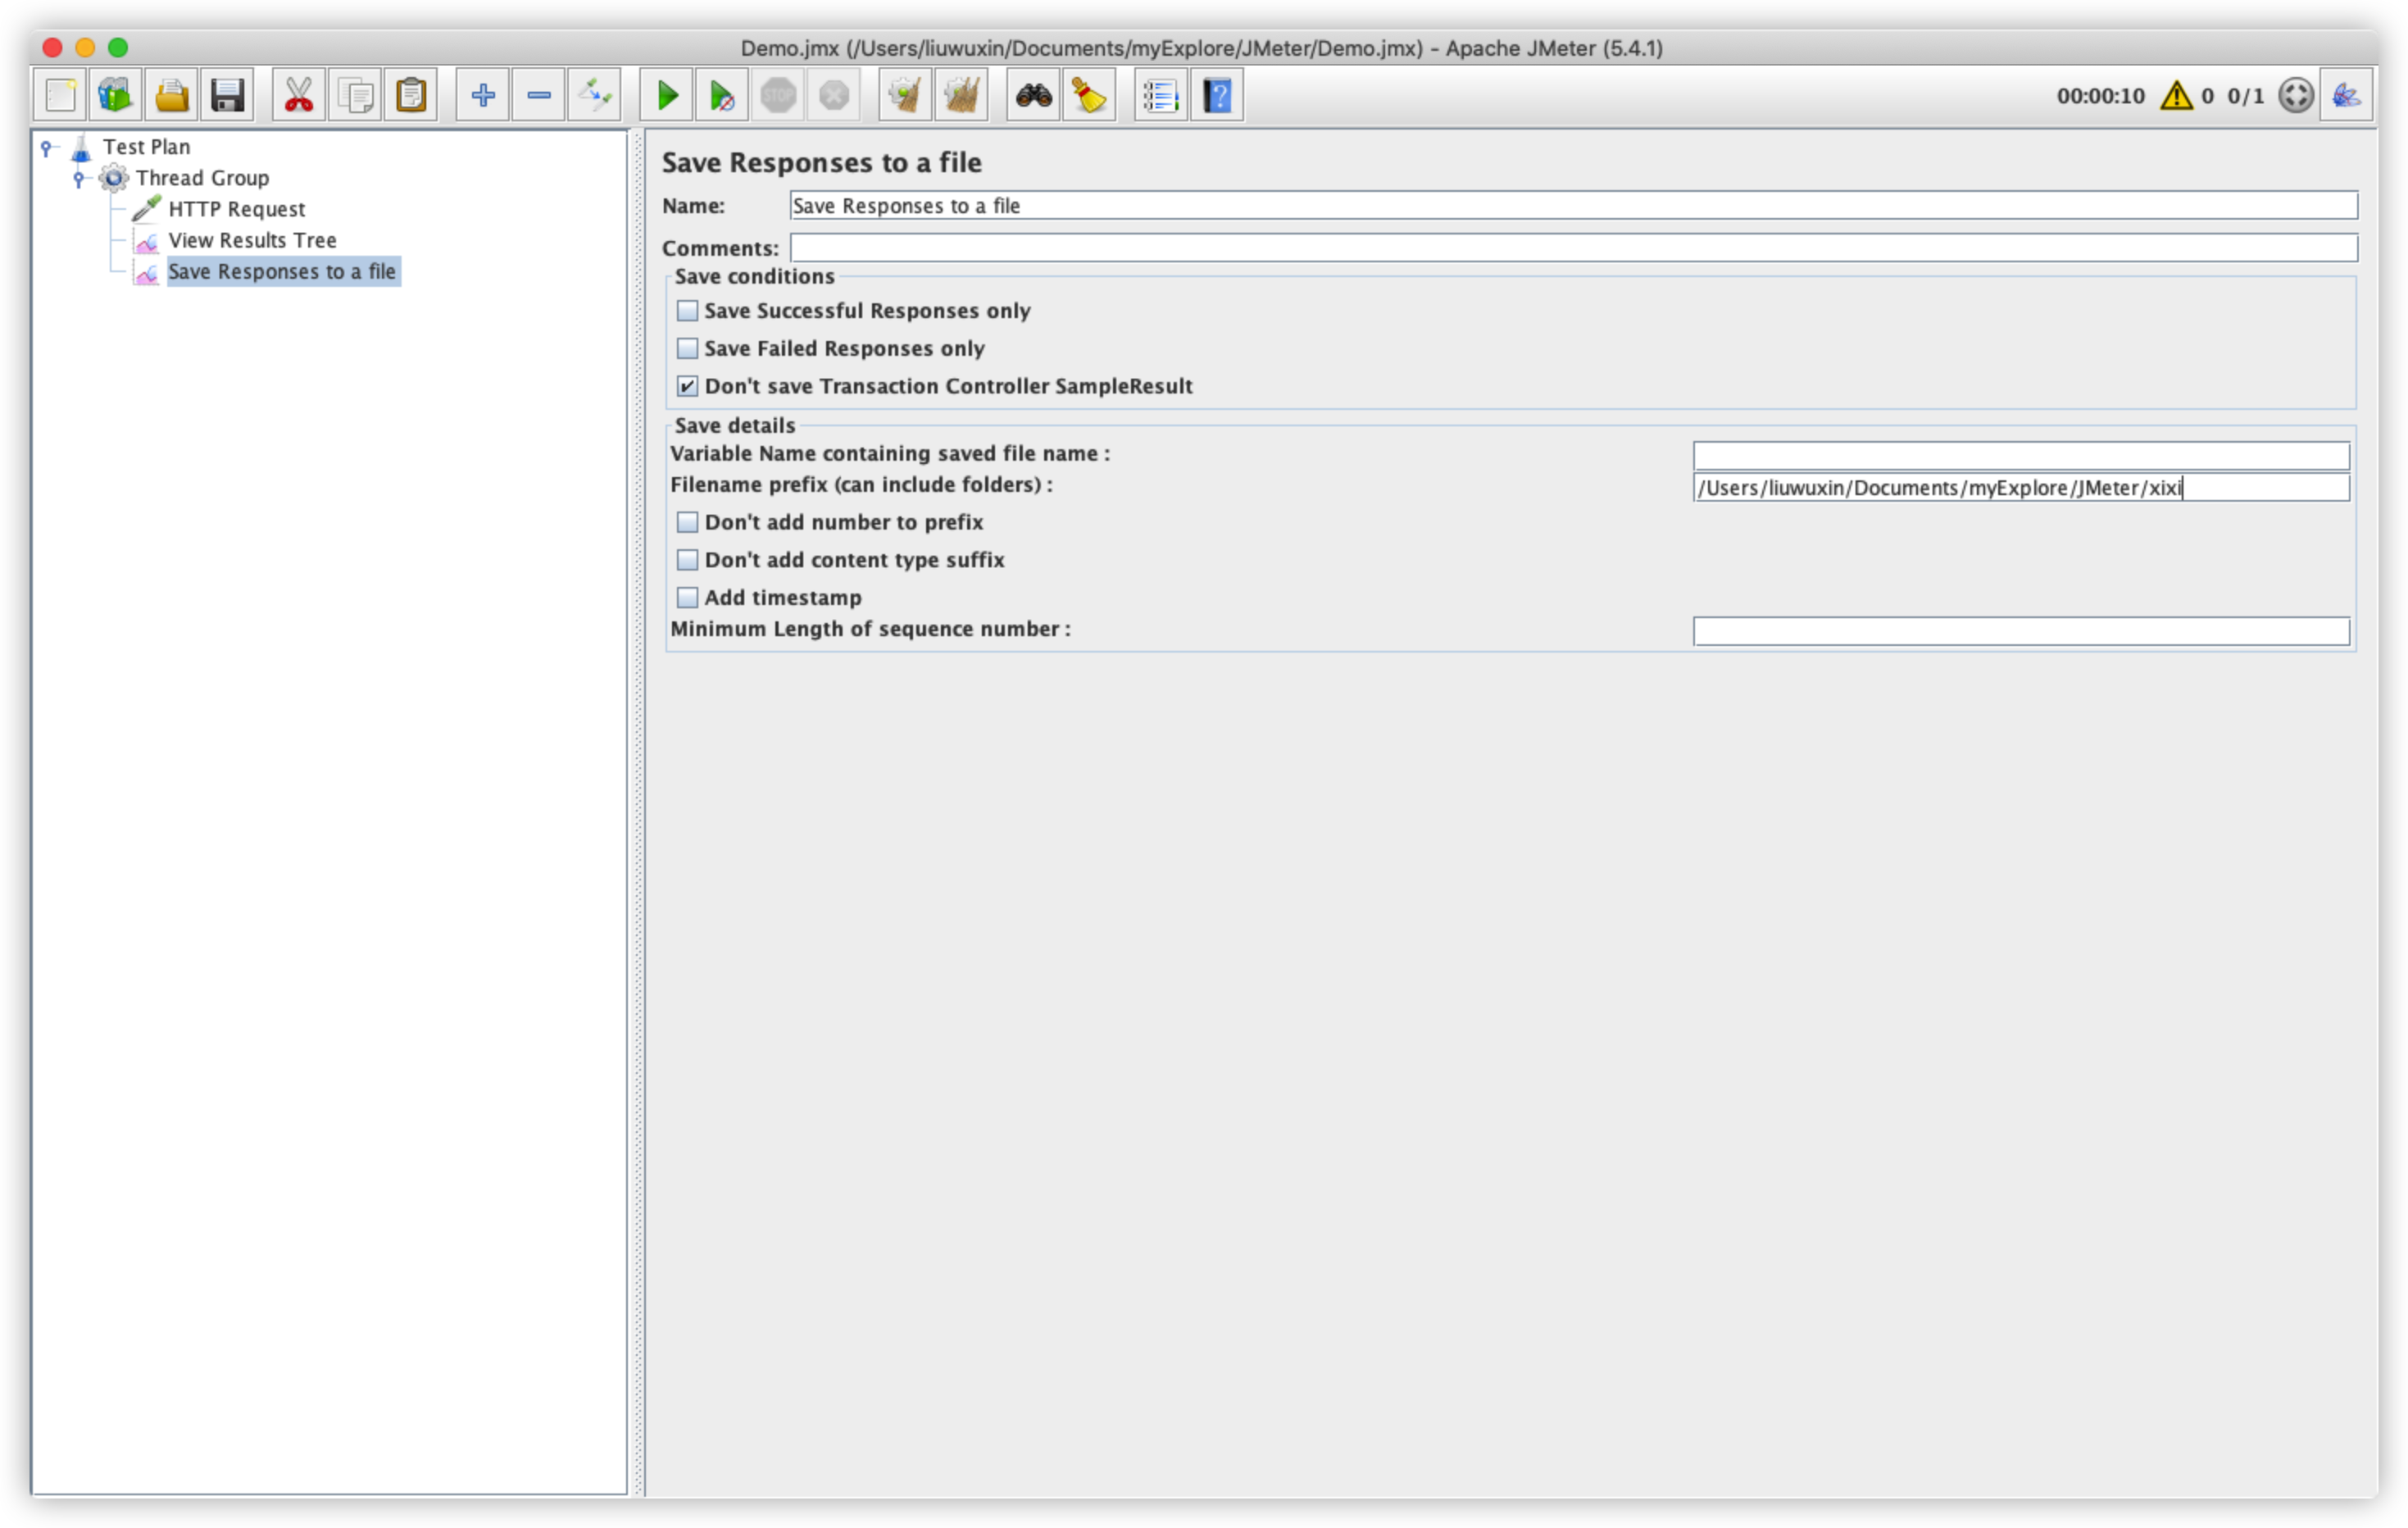 Demo.jmx (/Users/liuwuxin/Documents/myExplore/JMeter/Demo.jmx) - Apache JMeter (5.4.1)
STOP
00:00:10 0 0/1
Test Plan
Thread Group
HTTP Request
View Results Tree
Save Responses to a file
Save Responses to a file
Name: Save Responses to a file
Comments:
Save conditions
Save Successful Responses only
Save Failed Responses only
Don't save Transaction Controller SampleResult
Save details
Variable Name containing saved file name :
Filename prefix (can include folders) : /Users/liuwuxin/Documents/myExplore/JMeter/xixi
Don't add number to prefix
Don't add content type suffix
Add timestamp
Minimum Length of sequence number :